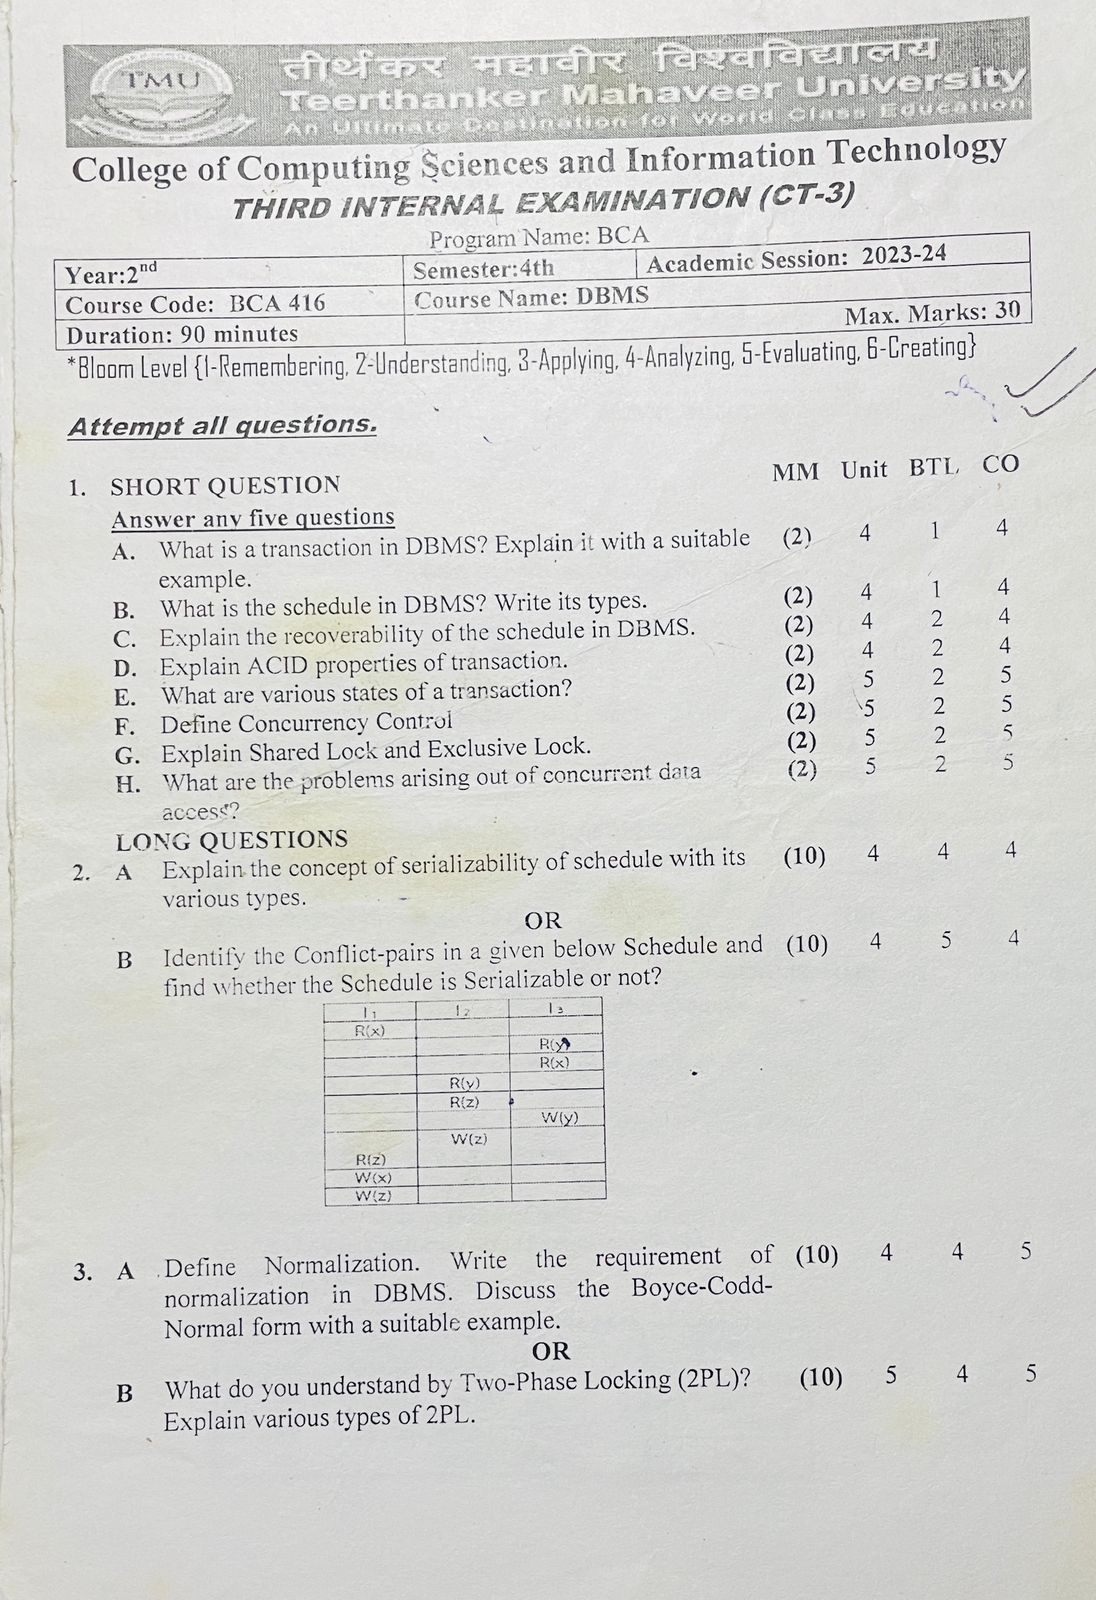 TMU
तीर्थंकर महावीर विश्वविद्यालय
Teerthanker Mahaveer University
An Ultimate Destination for World Class Education
College of Computing Sciences and Information Technology
THIRD INTERNAL EXAMINATION (CT-3)
Program Name: BCA
Year:2nd Semester:4th Academic Session: 2023-24
Course Code: BCA 416 Course Name: DBMS
Duration: 90 minutes Max. Marks: 30
*Bloom Level {1-Remembering, 2-Understanding, 3-Applying, 4-Analyzing, 5-Evaluating, 6-Creating}
Attempt all questions.
1. SHORT QUESTION MM Unit BTL CO
Answer any five questions
A. What is a transaction in DBMS? Explain it with a suitable (2) 4 1 4
example.
B. What is the schedule in DBMS? Write its types. (2) 4 1 4
C. Explain the recoverability of the schedule in DBMS. (2) 4 2 4
D. Explain ACID properties of transaction. (2) 4 2 4
E. What are various states of a transaction? (2) 5 2 5
F. Define Concurrency Control (2) 5 2 5
G. Explain Shared Lock and Exclusive Lock. (2) 5 2 5
H. What are the problems arising out of concurrent data (2) 5 2 5
access?
LONG QUESTIONS
2. A Explain the concept of serializability of schedule with its (10) 4 4 4
various types.
OR
B Identify the Conflict-pairs in a given below Schedule and (10) 4 5 4
find whether the Schedule is Serializable or not?
T1 T2 T3
R(x)
R(y)
R(x)
R(y)
R(z)
W(y)
W(z)
R(z)
W(x)
W(z)
3. A Define Normalization. Write the requirement of (10) 4 4 5
normalization in DBMS. Discuss the Boyce-Codd-
Normal form with a suitable example.
OR
B What do you understand by Two-Phase Locking (2PL)? (10) 5 4 5
Explain various types of 2PL.